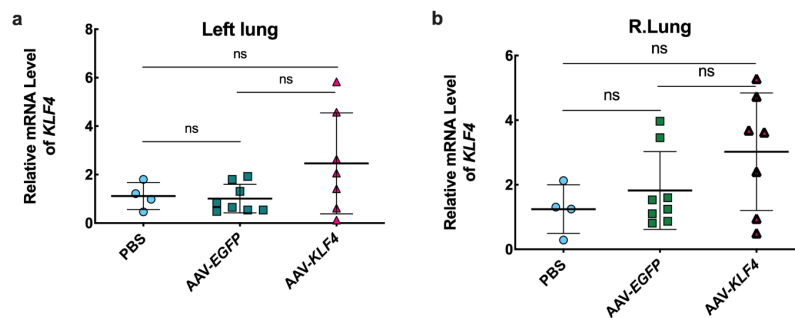 a
Left lung
Relative mRNA Level
of KLF4
8
6
4
2
0
ns
ns
ns
PBS
AAV-EGFP
AAV-KLF4
b
R.Lung
Relative mRNA Level
of KLF4
6
4
2
0
ns
ns
ns
PBS
AAV-EGFP
AAV-KLF4